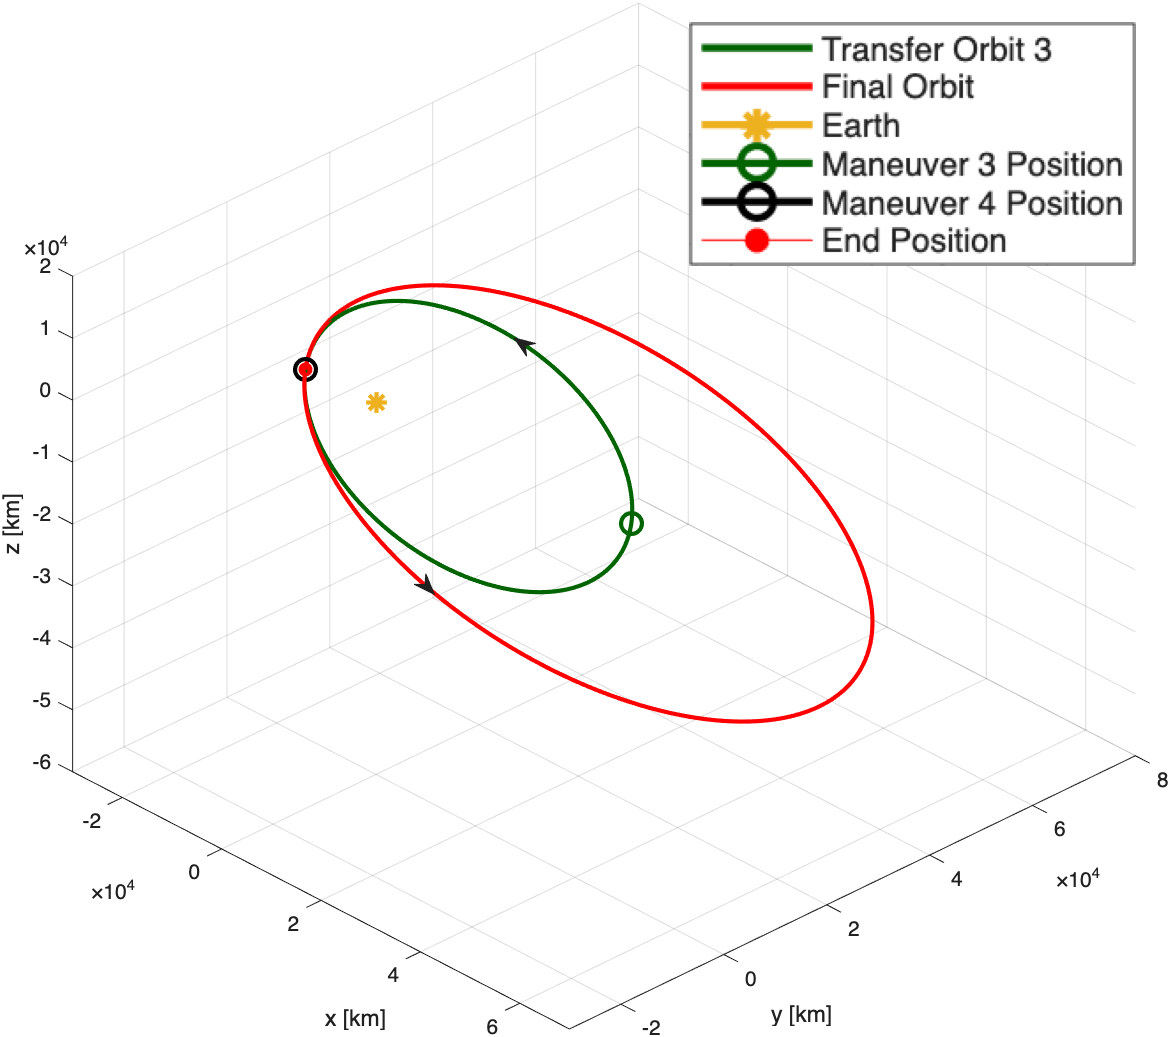 Transfer Orbit 3
Final Orbit
Earth
Maneuver 3 Position
Maneuver 4 Position
End Position
×10⁴
2
1
0
-1
-2
-3
-4
-5
-6
z [km]
-2
0
2
4
6
×10⁴
x [km]
-2
0
2
4
6
8
×10⁴
y [km]